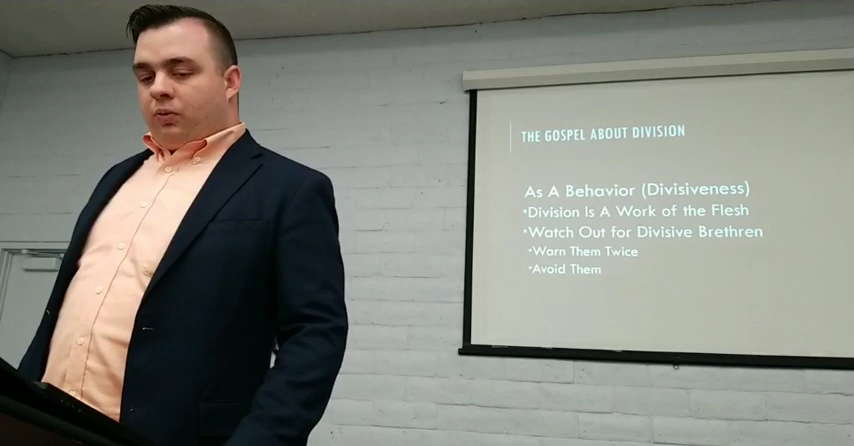 THE GOSPEL ABOUT DIVISION
As A Behavior (Divisiveness)
•Division Is A Work of the Flesh
•Watch Out for Divisive Brethren
•Warn Them Twice
•Avoid Them